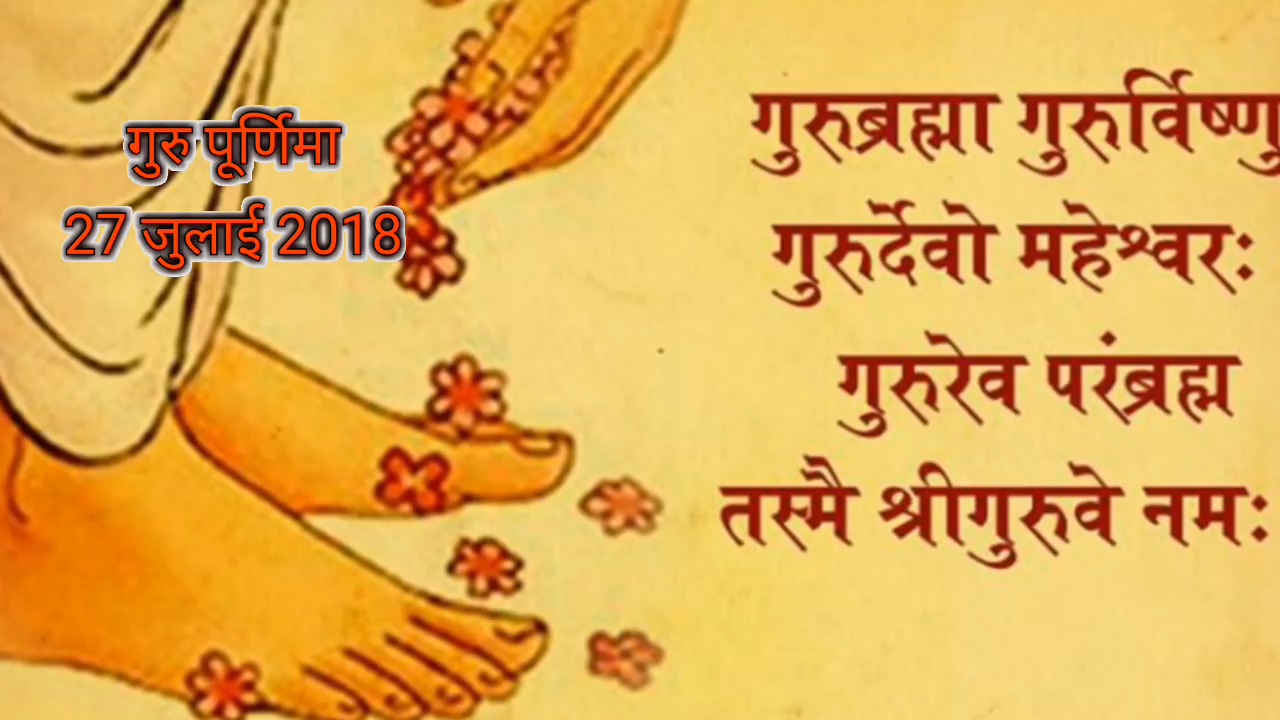 गुरु पूर्णिमा
27 जुलाई 2018
गुरुब्रह्मा गुरुर्विष्णु
गुरुर्देवो महेश्वरः
गुरुरेव परंब्रह्म
तस्मै श्रीगुरुवे नमः